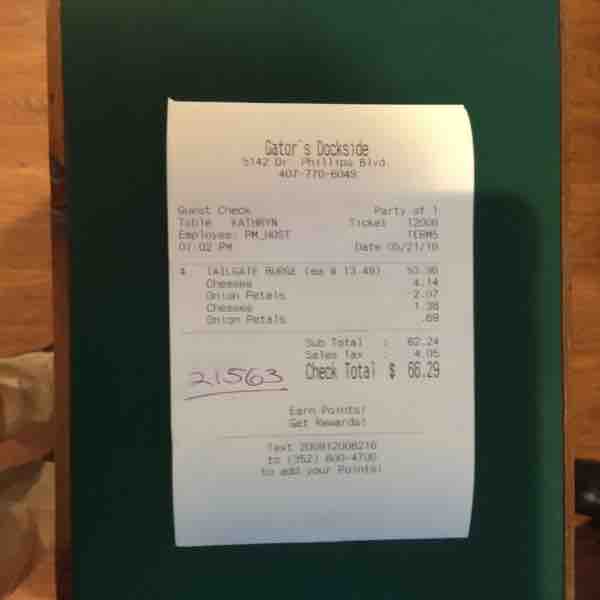 Gator's Dockside
5142 Dr. Phillips Blvd
407-770-6049
Guest Check Party of 1
Table KATHRYN Ticket 12008
Employee: PM_HOST TERM5
07:02 PM Date 05/21/18
4 TAILGATE BURGE (ea @ 13.49) 53.96
Cheeses 4.14
Onion Petals 2.07
Cheeses 1.38
Onion Petals .69
Sub Total : 62.24
Sales Tax : 4.05
21563
Check Total $ 66.29
Earn Points!
Get Rewards!
Text 200812008216
to (352) 800-4700
to add your Points!